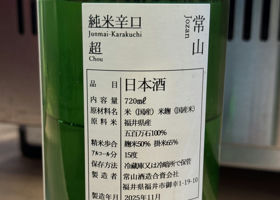 純米辛口
Junmai-Karakuchi
超
Chou
常山
jozan
品目 日本酒
内容量 720mℓ
原材料名 米(国産) 米麹(国産米)
原料米 福井県産
五百万石100%
精米歩合 麹米50% 掛米65%
アルコール分 15度
保存方法 冷蔵庫又は冷暗所で保管
製造者 常山酒造合資会社
福井県福井市御幸1-19-10
製造年月 2025年11月